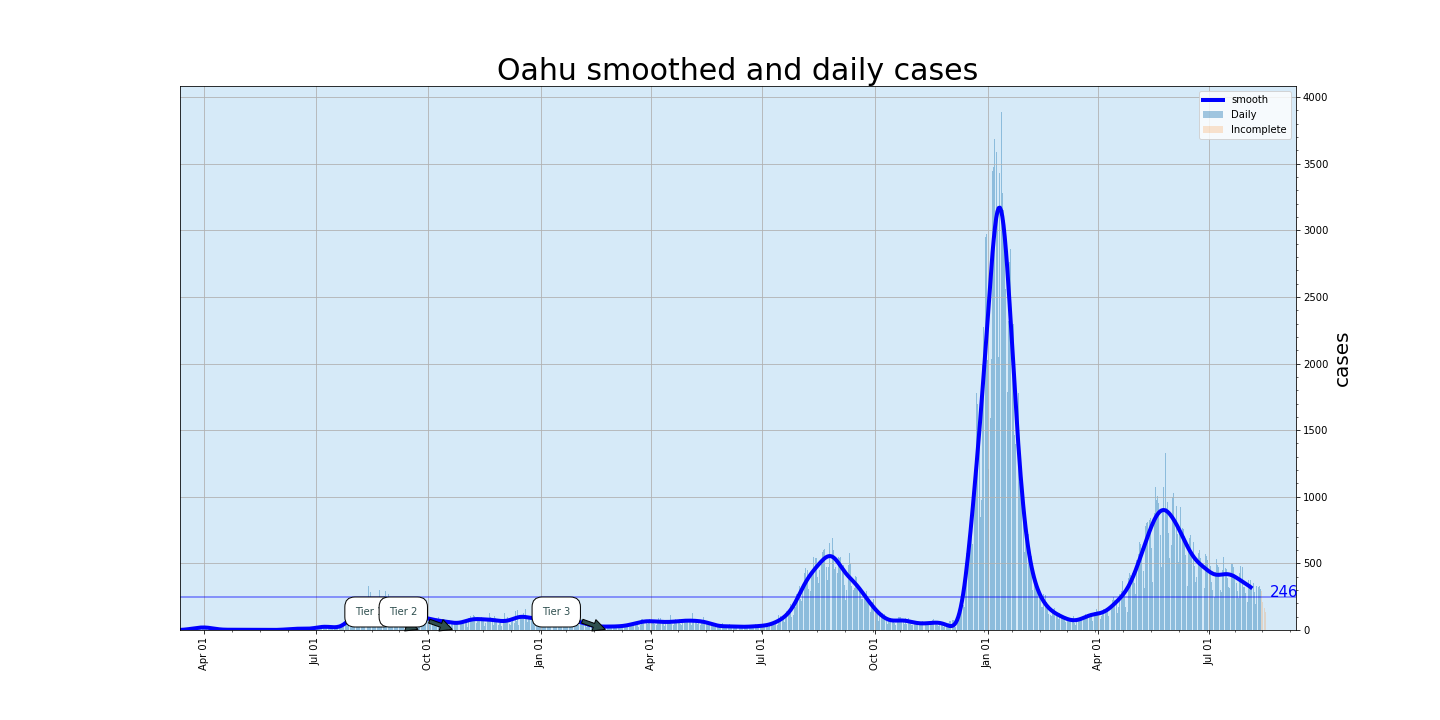 Oahu smoothed and daily cases
smooth
Daily
Incomplete
4000
3500
3000
2500
2000
1500
1000
500
0
cases
246
Tier
Tier 2
Tier 3
Apr 01
Jul 01
Oct 01
Jan 01
Apr 01
Jul 01
Oct 01
Jan 01
Apr 01
Jul 01